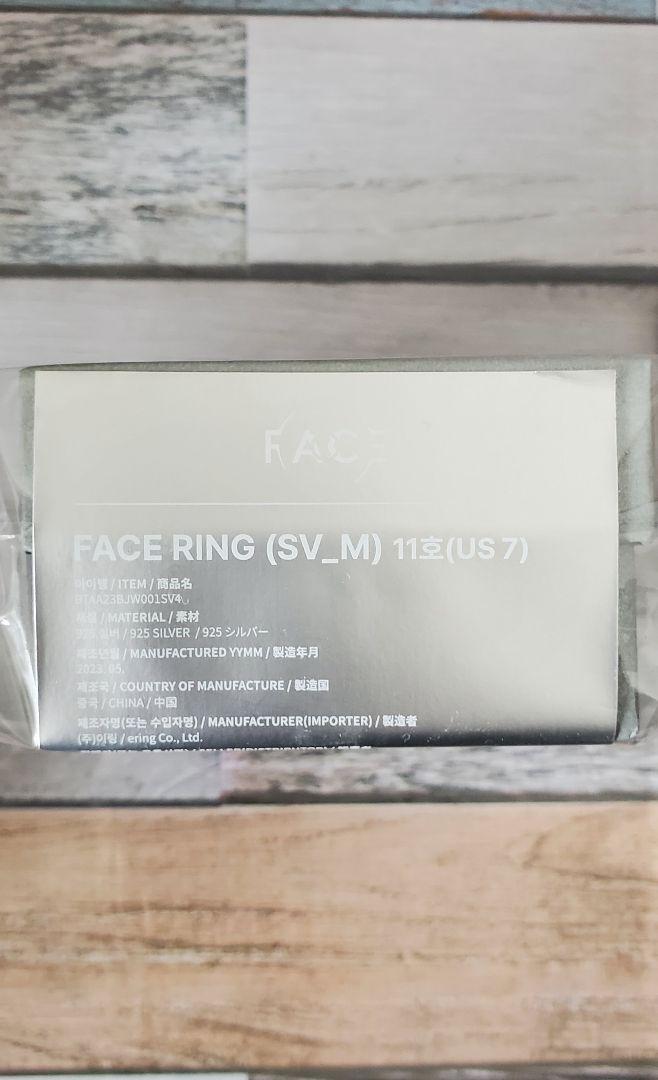 FACE
FACE RING (SV_M) 11호(US 7)
아이템 / ITEM / 商品名
BTAA23BJW001SV4
재질 / MATERIAL / 素材
925 실버 / 925 SILVER / 925 シルバー
제조년월 / MANUFACTURED YYMM / 製造年月
2023. 05.
제조국 / COUNTRY OF MANUFACTURE / 製造国
중국 / CHINA / 中国
제조자명(또는 수입자명) / MANUFACTURER(IMPORTER) / 製造者
(주)이링 / ering Co., Ltd.